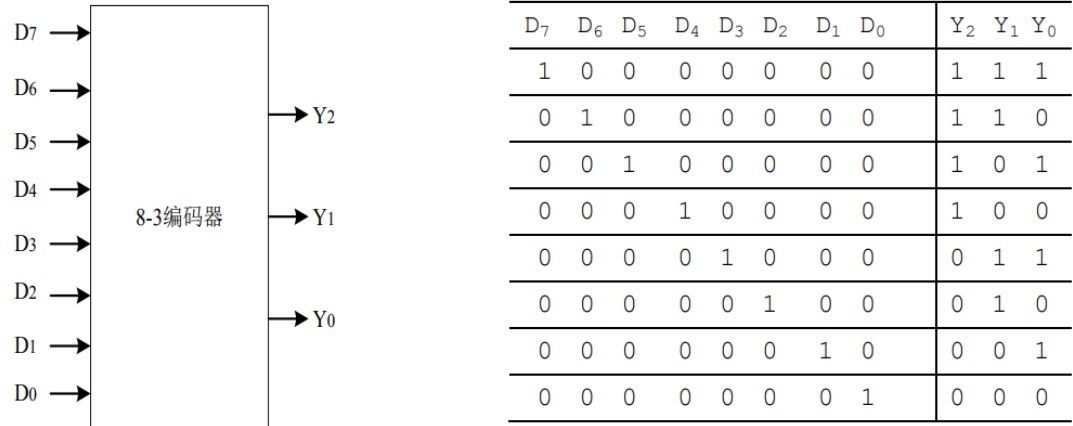 D7
D6
D5
D4
D3
D2
D1
D0
8-3编码器
Y2
Y1
Y0
D7 D6 D5 D4 D3 D2 D1 D0 Y2 Y1 Y0
1 0 0 0 0 0 0 0 1 1 1
0 1 0 0 0 0 0 0 1 1 0
0 0 1 0 0 0 0 0 1 0 1
0 0 0 1 0 0 0 0 1 0 0
0 0 0 0 1 0 0 0 0 1 1
0 0 0 0 0 1 0 0 0 1 0
0 0 0 0 0 0 1 0 0 0 1
0 0 0 0 0 0 0 1 0 0 0